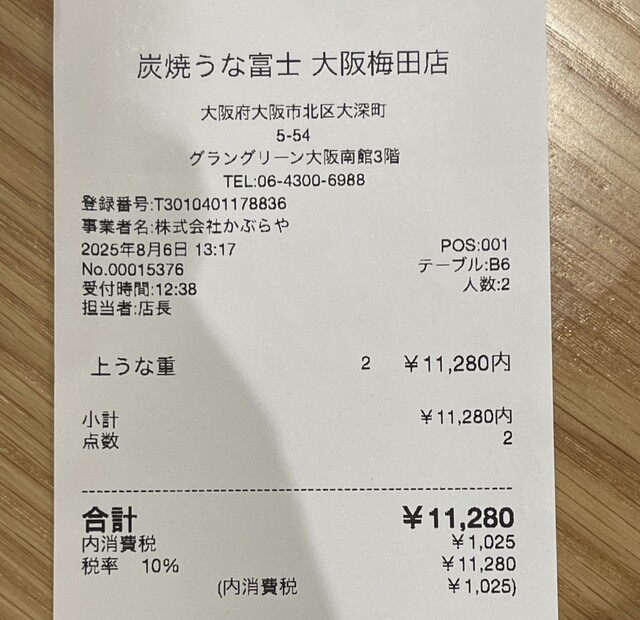 炭焼うな富士 大阪梅田店
大阪府大阪市北区大深町
5-54
グラングリーン大阪南館3階
TEL:06-4300-6988
登録番号:T3010401178836
事業者名:株式会社かぶらや
2025年8月6日 13:17 POS:001
No.00015376 テーブル:B6
受付時間:12:38 人数:2
担当者:店長
上うな重 2 ¥11,280内
小計 ¥11,280内
点数 2
合計 ¥11,280
内消費税 ¥1,025
税率 10% ¥11,280
(内消費税 ¥1,025)